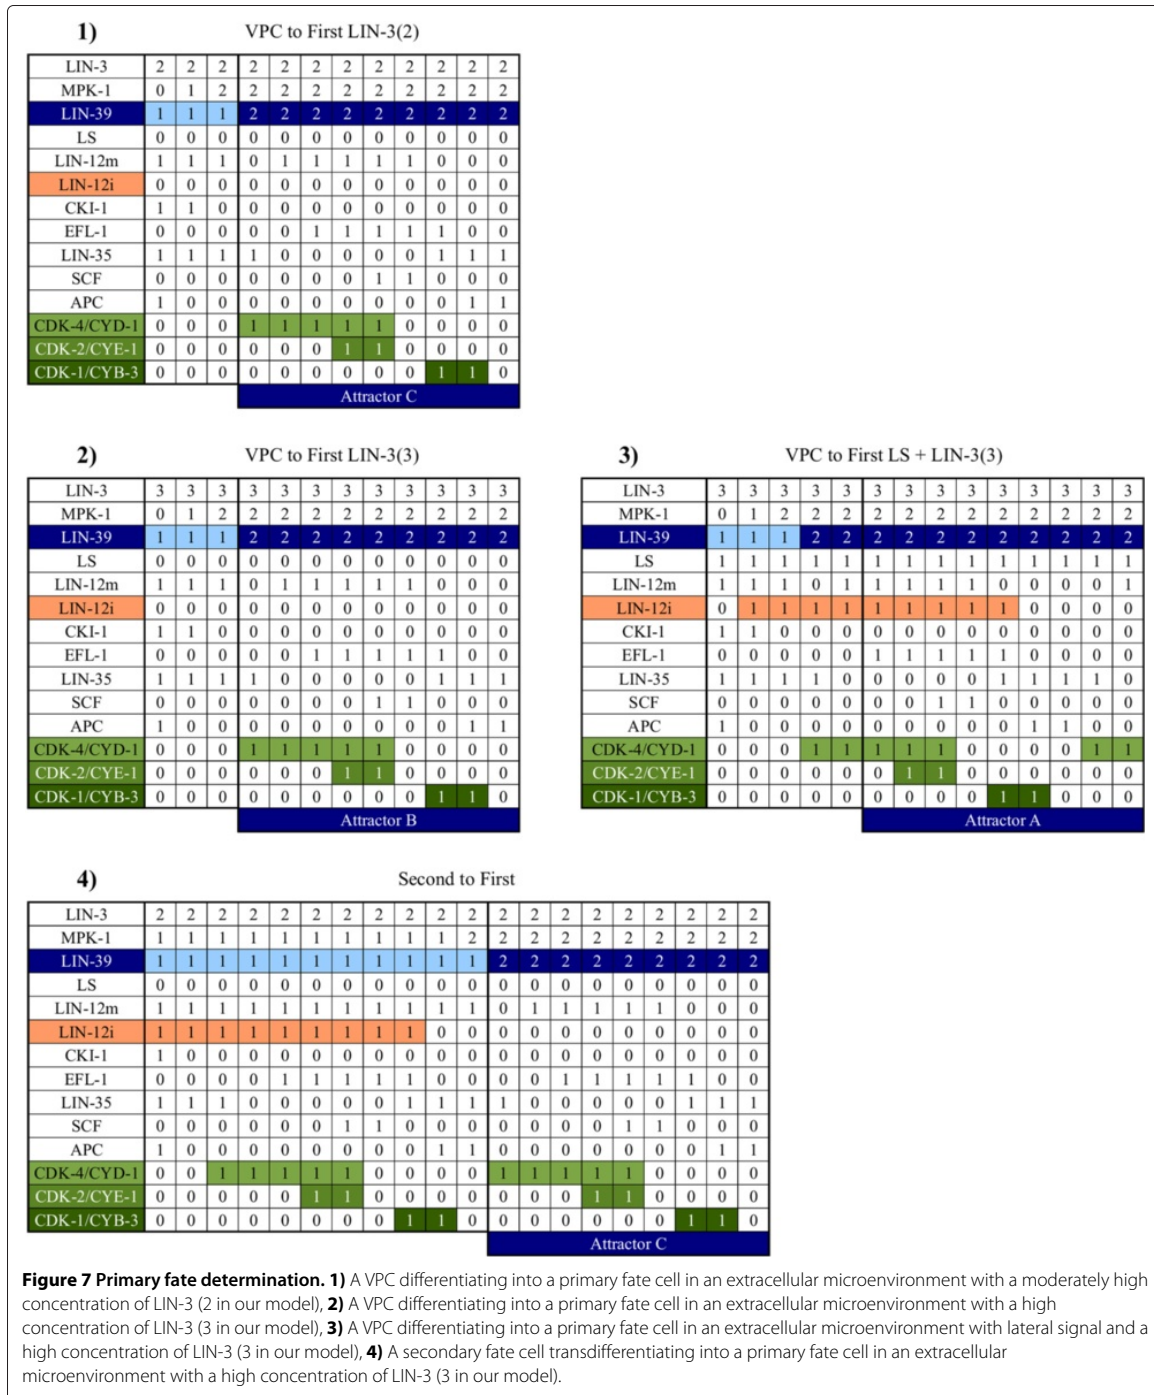 1) VPC to First LIN-3(2)
LIN-3 2 2 2 2 2 2 2 2 2 2 2 2
MPK-1 0 1 2 2 2 2 2 2 2 2 2 2
LIN-39 1 1 1 2 2 2 2 2 2 2 2 2
LS 0 0 0 0 0 0 0 0 0 0 0 0
LIN-12m 1 1 1 0 1 1 1 1 1 0 0 0
LIN-12i 0 0 0 0 0 0 0 0 0 0 0 0
CKI-1 1 1 0 0 0 0 0 0 0 0 0 0
EFL-1 0 0 0 0 0 1 1 1 1 1 0 0
LIN-35 1 1 1 1 0 0 0 0 0 1 1 1
SCF 0 0 0 0 0 0 0 1 1 0 0 0
APC 1 0 0 0 0 0 0 0 0 0 1 1
CDK-4/CYD-1 0 0 0 1 1 1 1 1 0 0 0 0
CDK-2/CYE-1 0 0 0 0 0 0 1 1 0 0 0 0
CDK-1/CYB-3 0 0 0 0 0 0 0 0 0 1 1 0
Attractor C
2) VPC to First LIN-3(3)
LIN-3 3 3 3 3 3 3 3 3 3 3 3 3
MPK-1 0 1 2 2 2 2 2 2 2 2 2 2
LIN-39 1 1 1 2 2 2 2 2 2 2 2 2
LS 0 0 0 0 0 0 0 0 0 0 0 0
LIN-12m 1 1 1 0 1 1 1 1 1 0 0 0
LIN-12i 0 0 0 0 0 0 0 0 0 0 0 0
CKI-1 1 1 0 0 0 0 0 0 0 0 0 0
EFL-1 0 0 0 0 0 1 1 1 1 1 0 0
LIN-35 1 1 1 1 0 0 0 0 0 1 1 1
SCF 0 0 0 0 0 0 0 1 1 0 0 0
APC 1 0 0 0 0 0 0 0 0 0 1 1
CDK-4/CYD-1 0 0 0 1 1 1 1 1 0 0 0 0
CDK-2/CYE-1 0 0 0 0 0 0 1 1 0 0 0 0
CDK-1/CYB-3 0 0 0 0 0 0 0 0 0 1 1 0
Attractor B
3) VPC to First LS + LIN-3(3)
LIN-3 3 3 3 3 3 3 3 3 3 3 3 3 3 3
MPK-1 0 1 2 2 2 2 2 2 2 2 2 2 2 2
LIN-39 1 1 1 2 2 2 2 2 2 2 2 2 2 2
LS 1 1 1 1 1 1 1 1 1 1 1 1 1 1
LIN-12m 1 1 1 0 1 1 1 1 1 0 0 0 0 1
LIN-12i 0 1 1 1 1 1 1 1 1 1 0 0 0 0
CKI-1 1 1 0 0 0 0 0 0 0 0 0 0 0 0
EFL-1 0 0 0 0 0 1 1 1 1 1 0 0 0 0
LIN-35 1 1 1 1 0 0 0 0 0 1 1 1 1 0
SCF 0 0 0 0 0 0 0 1 1 0 0 0 0 0
APC 1 0 0 0 0 0 0 0 0 0 1 1 0 0
CDK-4/CYD-1 0 0 0 1 1 1 1 1 0 0 0 0 1 1
CDK-2/CYE-1 0 0 0 0 0 0 1 1 0 0 0 0 0 0
CDK-1/CYB-3 0 0 0 0 0 0 0 0 0 1 1 0 0 0
Attractor A
4) Second to First
LIN-3 2 2 2 2 2 2 2 2 2 2 2 2 2 2 2 2 2 2 2 2
MPK-1 1 1 1 1 1 1 1 1 1 1 2 2 2 2 2 2 2 2 2 2
LIN-39 1 1 1 1 1 1 1 1 1 1 1 2 2 2 2 2 2 2 2 2
LS 0 0 0 0 0 0 0 0 0 0 0 0 0 0 0 0 0 0 0 0
LIN-12m 1 1 1 1 1 1 1 1 1 1 1 0 1 1 1 1 1 0 0 0
LIN-12i 1 1 1 1 1 1 1 1 1 0 0 0 0 0 0 0 0 0 0 0
CKI-1 1 0 0 0 0 0 0 0 0 0 0 0 0 0 0 0 0 0 0 0
EFL-1 0 0 0 0 1 1 1 1 1 0 0 0 0 1 1 1 1 1 0 0
LIN-35 1 1 1 0 0 0 0 0 1 1 1 1 0 0 0 0 0 1 1 1
SCF 0 0 0 0 0 0 1 1 0 0 0 0 0 0 0 1 1 0 0 0
APC 1 0 0 0 0 0 0 0 0 1 1 0 0 0 0 0 0 0 1 1
CDK-4/CYD-1 0 0 1 1 1 1 1 0 0 0 0 1 1 1 1 1 0 0 0 0
CDK-2/CYE-1 0 0 0 0 0 1 1 0 0 0 0 0 0 0 1 1 0 0 0 0
CDK-1/CYB-3 0 0 0 0 0 0 0 0 1 1 0 0 0 0 0 0 0 1 1 0
Attractor C
Figure 7 Primary fate determination. 1) A VPC differentiating into a primary fate cell in an extracellular microenvironment with a moderately high
concentration of LIN-3 (2 in our model), 2) A VPC differentiating into a primary fate cell in an extracellular microenvironment with a high
concentration of LIN-3 (3 in our model), 3) A VPC differentiating into a primary fate cell in an extracellular microenvironment with lateral signal and a
high concentration of LIN-3 (3 in our model), 4) A secondary fate cell transdifferentiating into a primary fate cell in an extracellular
microenvironment with a high concentration of LIN-3 (3 in our model).